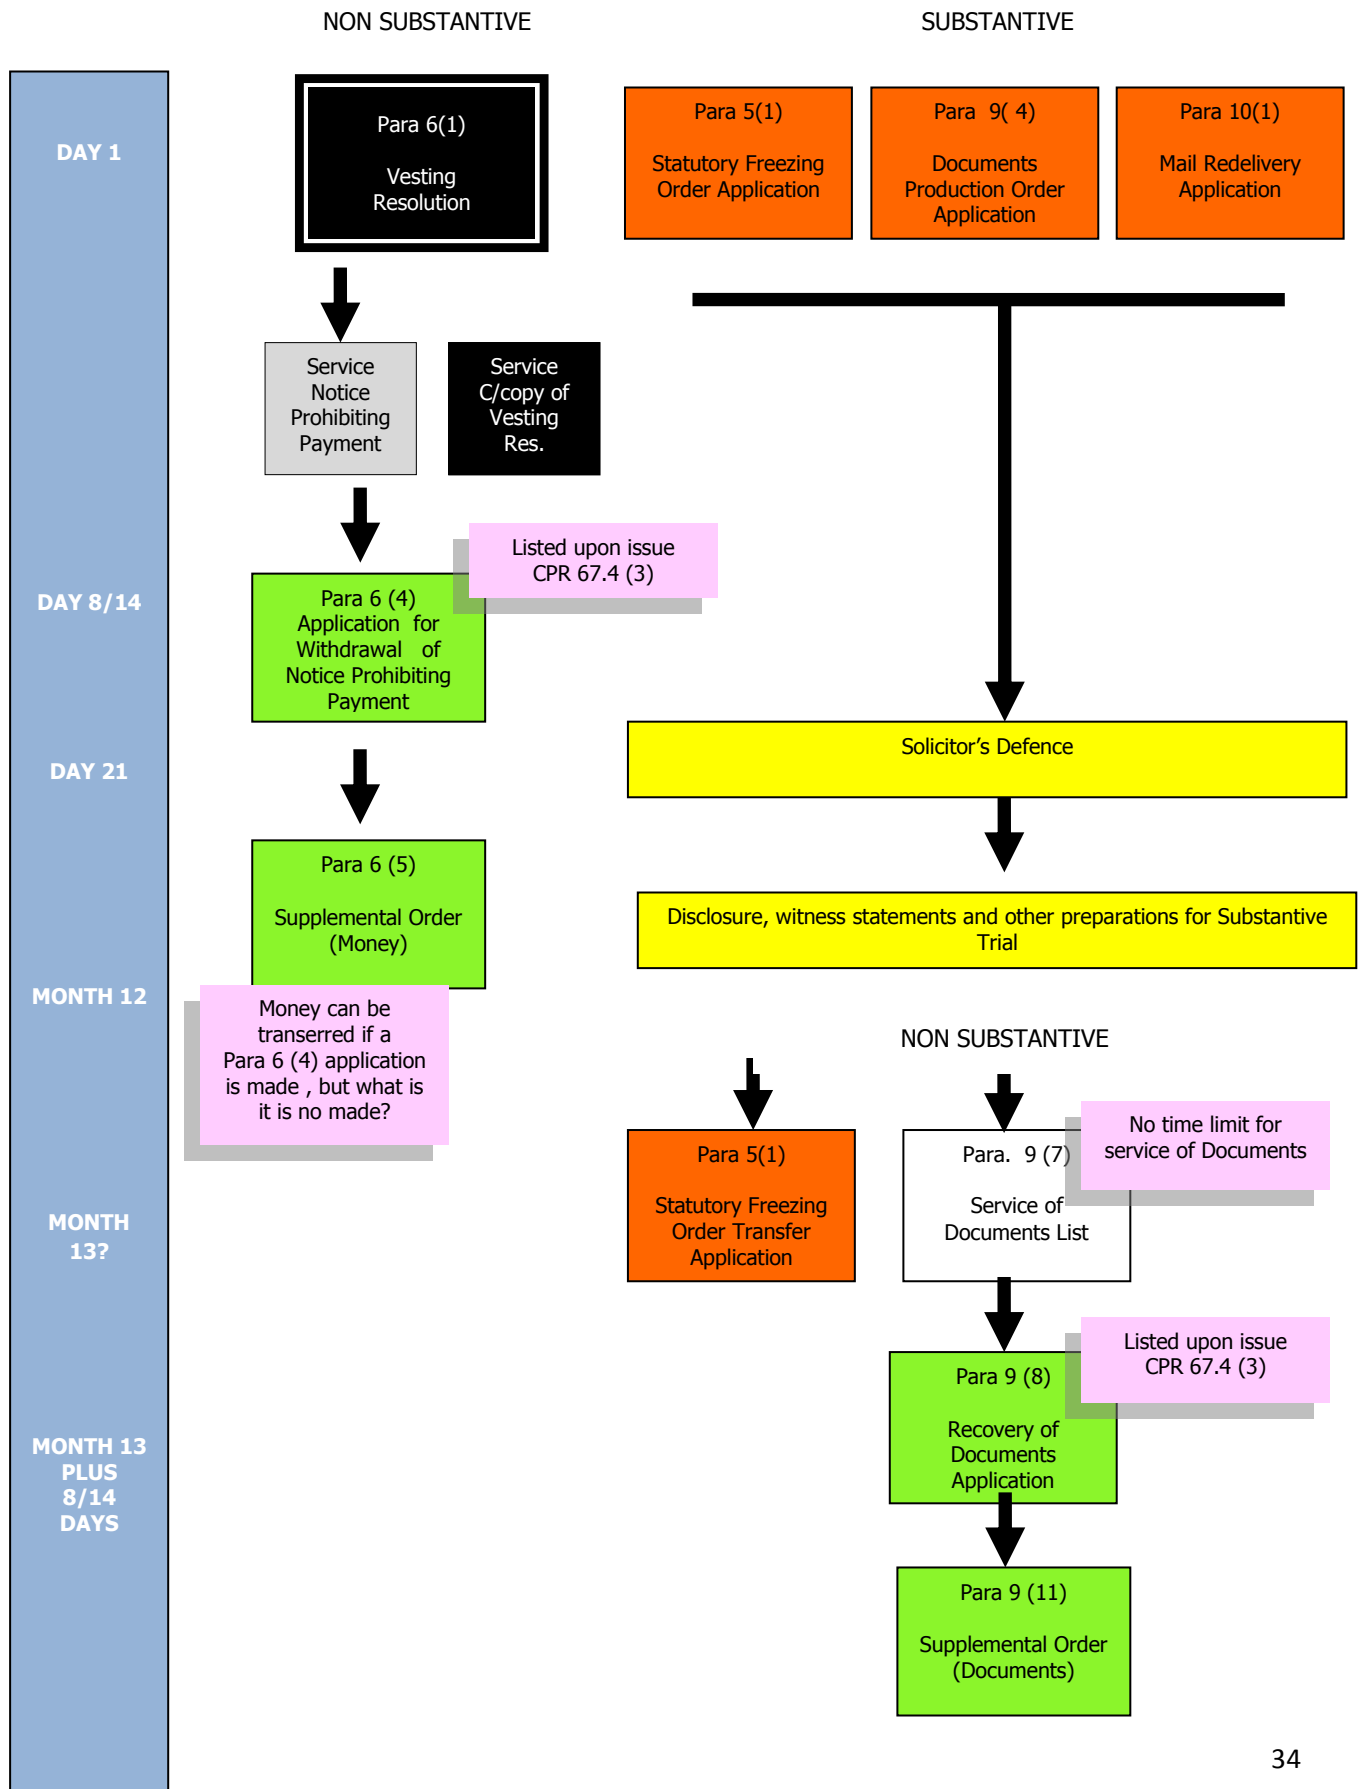 NON SUBSTANTIVE
SUBSTANTIVE
DAY 1
Para 6(1)
Vesting
Resolution
Para 5(1)
Statutory Freezing
Order Application
Para 9( 4)
Documents
Production Order
Application
Para 10(1)
Mail Redelivery
Application
Service
Notice
Prohibiting
Payment
Service
C/copy of
Vesting
Res.
Listed upon issue
CPR 67.4 (3)
DAY 8/14
Para 6 (4)
Application for
Withdrawal of
Notice Prohibiting
Payment
Solicitor’s Defence
DAY 21
Para 6 (5)
Supplemental Order
(Money)
Disclosure, witness statements and other preparations for Substantive
Trial
MONTH 12
Money can be
transerred if a
Para 6 (4) application
is made , but what is
it is no made?
NON SUBSTANTIVE
Para 5(1)
Statutory Freezing
Order Transfer
Application
Para. 9 (7)
Service of
Documents List
No time limit for
service of Documents
MONTH
13?
Listed upon issue
CPR 67.4 (3)
Para 9 (8)
Recovery of
Documents
Application
MONTH 13
PLUS
8/14
DAYS
Para 9 (11)
Supplemental Order
(Documents)
34